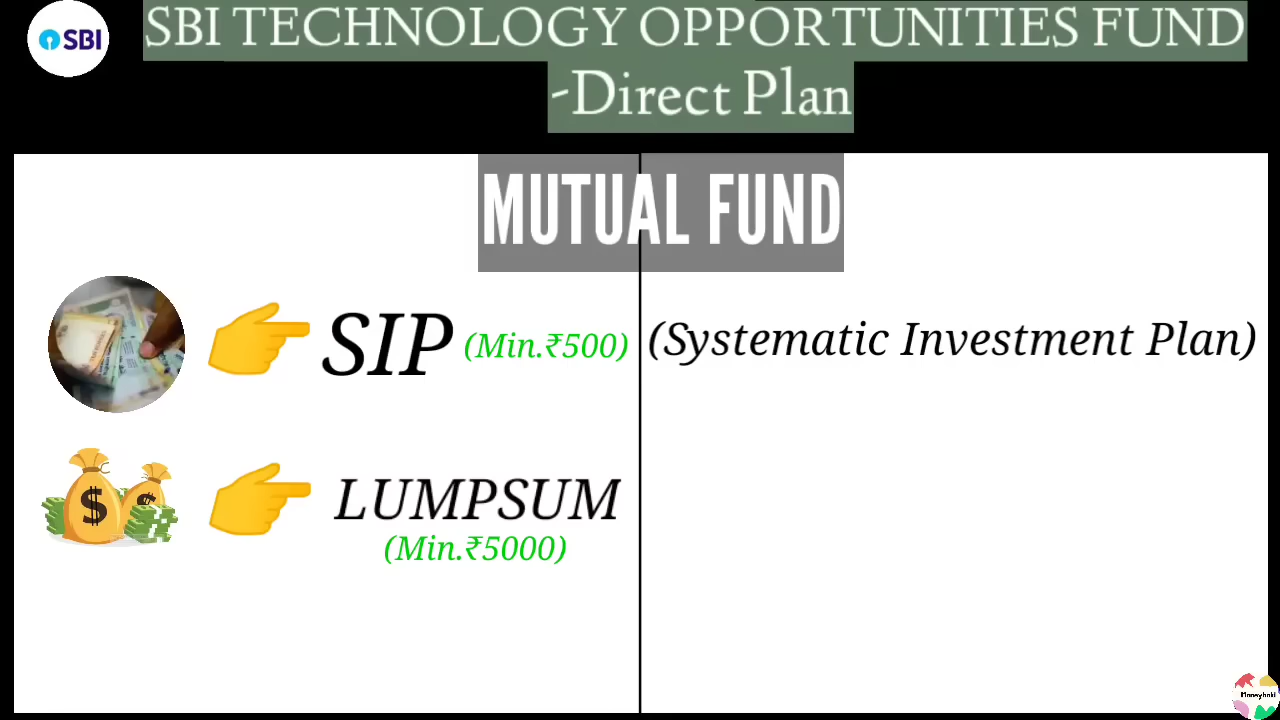 SBI
SBI TECHNOLOGY OPPORTUNITIES FUND
-Direct Plan
MUTUAL FUND
SIP (Min.₹500) (Systematic Investment Plan)
LUMPSUM
(Min.₹5000)